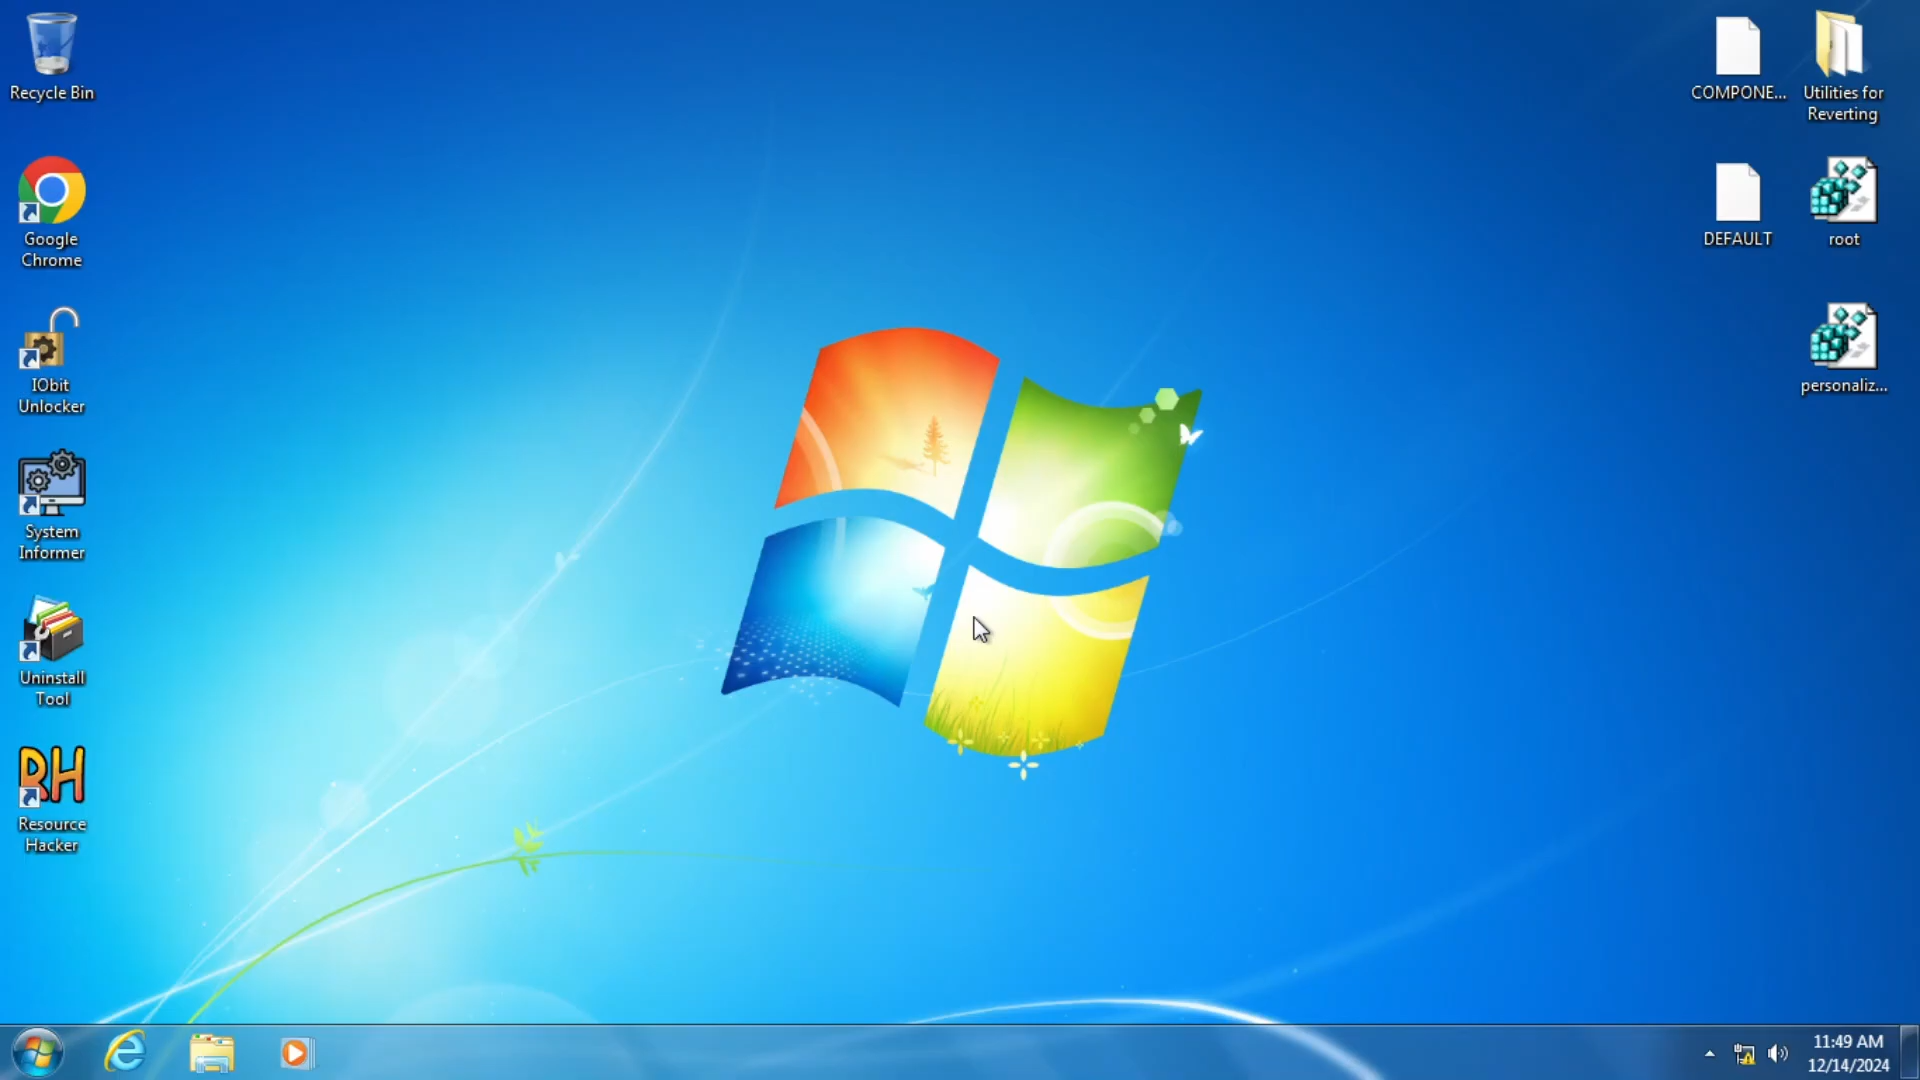 Recycle Bin
Google
Chrome
IObit
Unlocker
System
Informer
Uninstall
Tool
RH
Resource
Hacker
COMPONE...
Utilities for
Reverting
DEFAULT
root
personaliz...
11:49 AM
12/14/2024